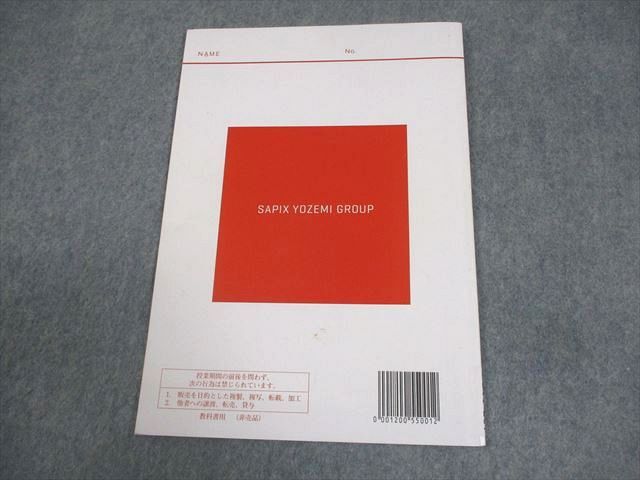 NAME No.
SAPIX YOZEMI GROUP
授業期間の前後を問わず、
次の行為は禁じられています。
1. 販売を目的とした複製、複写、転載、加工
2. 他者への譲渡、転売、貸与
教科書用 (非売品)
0 001200 550012